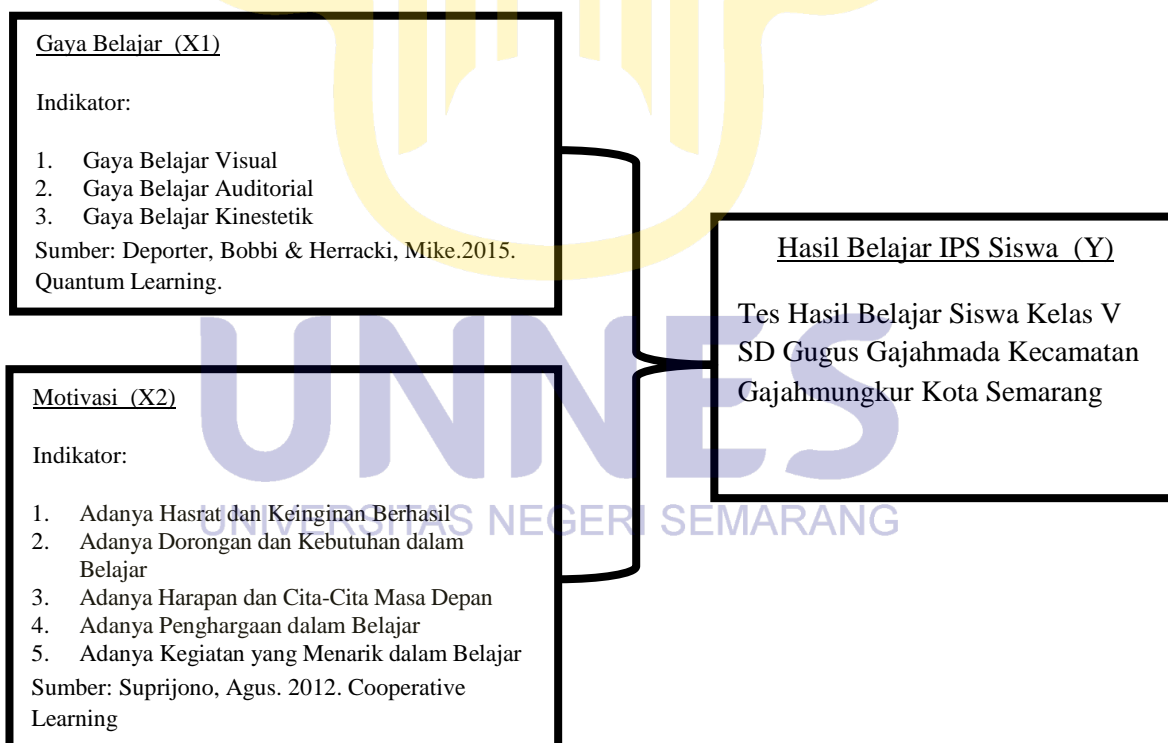 Gaya Belajar (X1)
Indikator:
1. Gaya Belajar Visual
2. Gaya Belajar Auditorial
3. Gaya Belajar Kinestetik
Sumber: Deporter, Bobbi & Herracki, Mike.2015.
Quantum Learning.
Motivasi (X2)
Indikator:
1. Adanya Hasrat dan Keinginan Berhasil
2. Adanya Dorongan dan Kebutuhan dalam
Belajar
3. Adanya Harapan dan Cita-Cita Masa Depan
4. Adanya Penghargaan dalam Belajar
5. Adanya Kegiatan yang Menarik dalam Belajar
Sumber: Suprijono, Agus. 2012. Cooperative
Learning
Hasil Belajar IPS Siswa (Y)
Tes Hasil Belajar Siswa Kelas V
SD Gugus Gajahmada Kecamatan
Gajahmungkur Kota Semarang
UNNES
UNIVERSITAS NEGERI SEMARANG